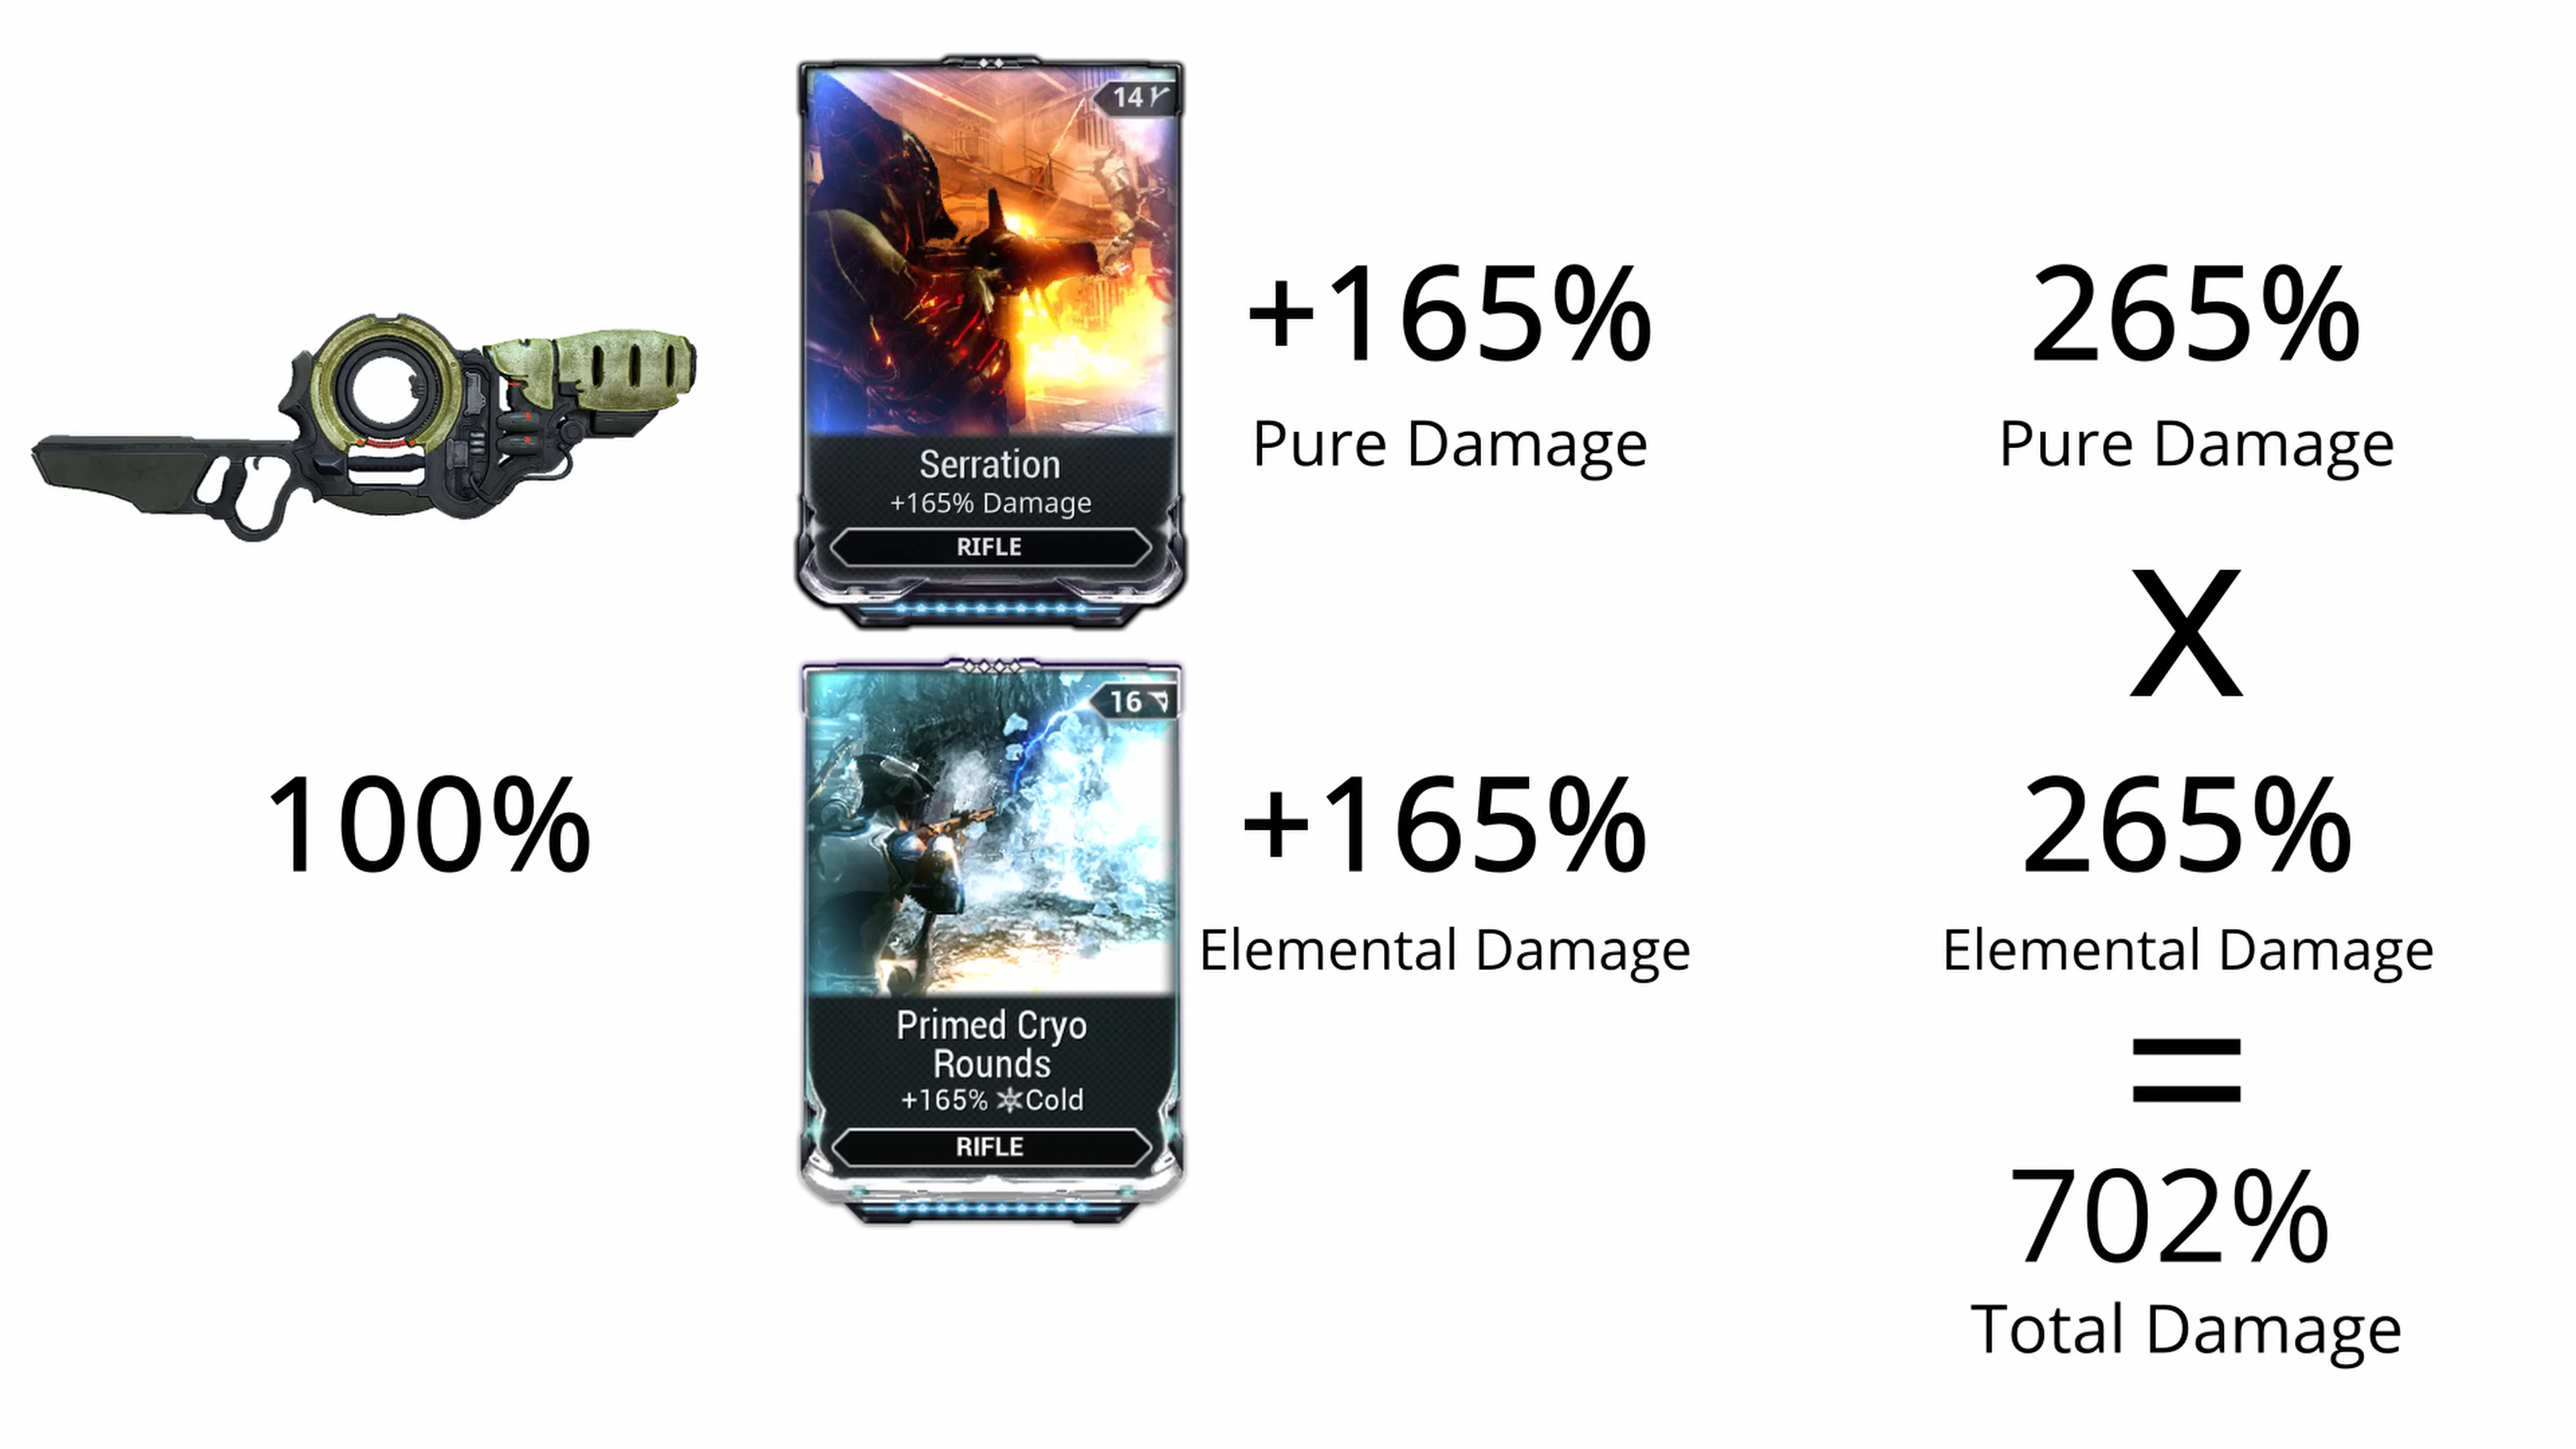 100%
14
Serration
+165% Damage
RIFLE
16
Primed Cryo
Rounds
+165% Cold
RIFLE
+165%
Pure Damage
+165%
Elemental Damage
265%
Pure Damage
X
265%
Elemental Damage
=
702%
Total Damage